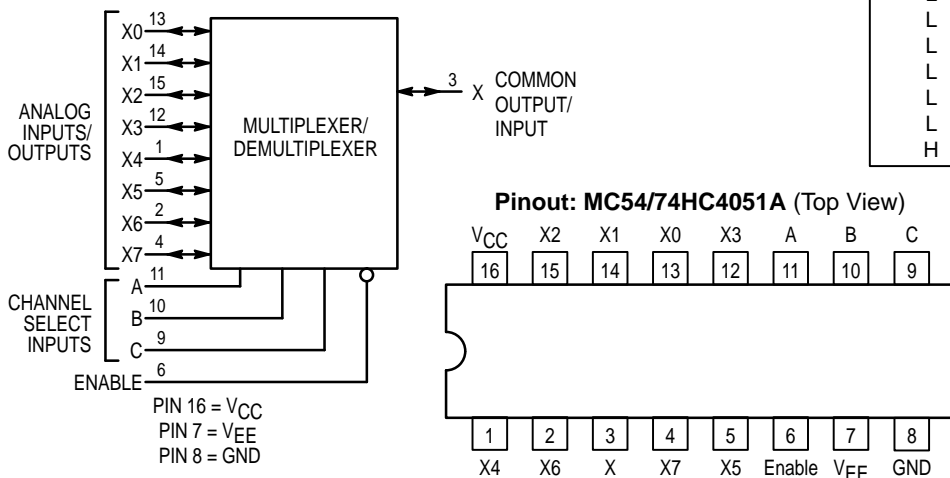 X0 13
X1 14
X2 15
X3 12
X4 1
X5 5
X6 2
X7 4
ANALOG
INPUTS/
OUTPUTS
MULTIPLEXER/
DEMULTIPLEXER
3 X COMMON
OUTPUT/
INPUT
CHANNEL
SELECT
INPUTS
A 11
B 10
C 9
ENABLE 6
PIN 16 = VCC
PIN 7 = VEE
PIN 8 = GND
L
L
L
L
L
H
Pinout: MC54/74HC4051A (Top View)
VCC X2 X1 X0 X3 A B C
16 15 14 13 12 11 10 9
1 2 3 4 5 6 7 8
X4 X6 X X7 X5 Enable VEE GND